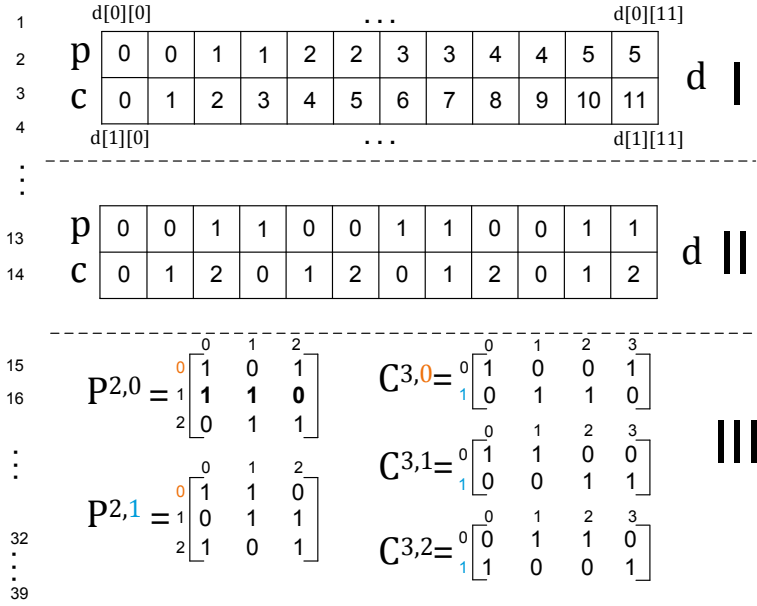 1 d[0][0] ... d[0][11]
2 p 0 0 1 1 2 2 3 3 4 4 5 5 d I
3 c 0 1 2 3 4 5 6 7 8 9 10 11
4 d[1][0] ... d[1][11]
⋮
13 p 0 0 1 1 0 0 1 1 0 0 1 1 d II
14 c 0 1 2 0 1 2 0 1 2 0 1 2
0 1 2 0 1 2 3
15 0 1 0 1 0 1 0 0 1
16 P2,0 = 1 1 1 0 C3,0= 1 0 1 1 0
2 0 1 1
0 1 2 3
0 1 1 0 0
C3,1= 1 0 0 1 1 III
⋮ 0 1 2
0 1 1 0
P2,1 = 1 0 1 1
2 1 0 1
0 1 2 3
32 0 0 1 1 0
C3,2= 1 1 0 0 1
⋮
39